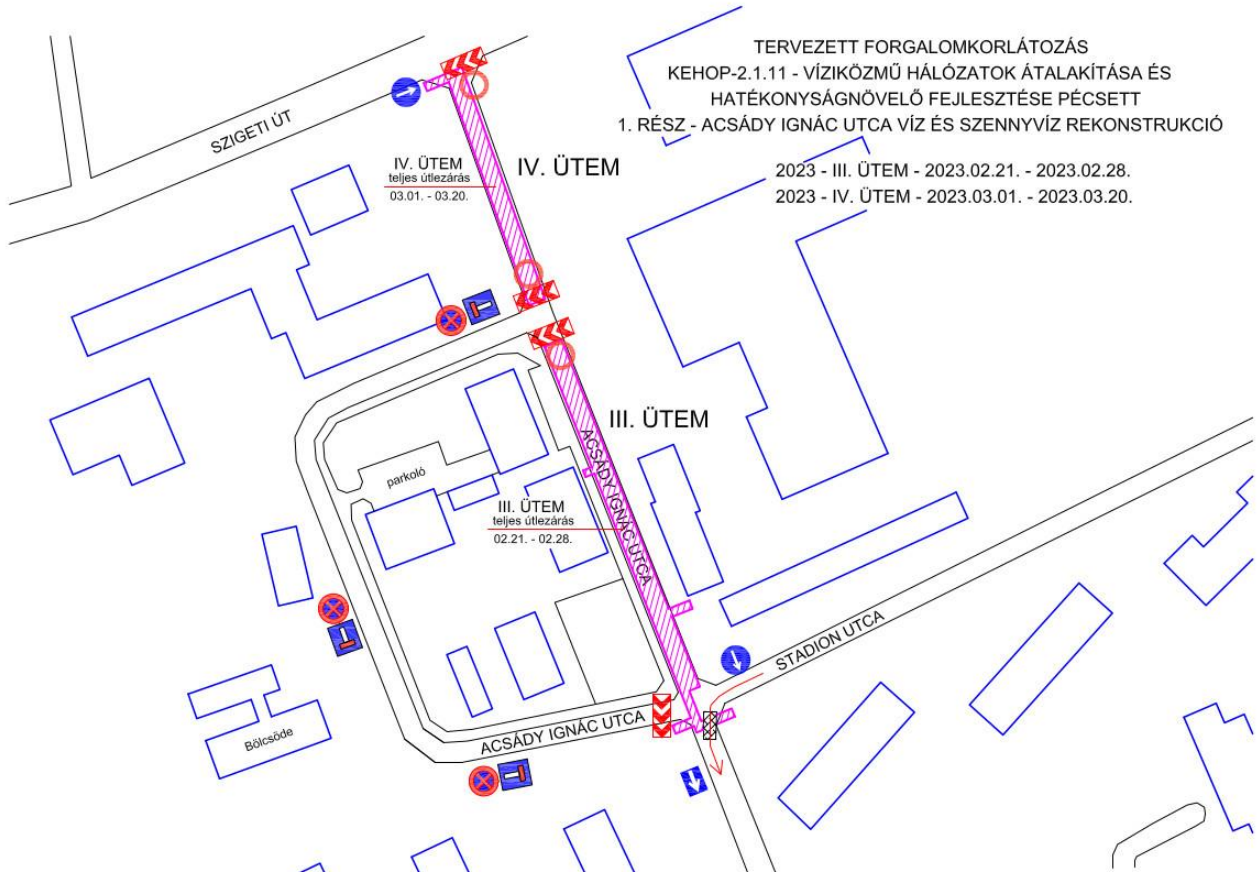 TERVEZETT FORGALOMKORLÁTOZÁS
KEHOP-2.1.11 - VÍZIKÖZMŰ HÁLÓZATOK ÁTALAKÍTÁSA ÉS
HATÉKONYSÁGNÖVELŐ FEJLESZTÉSE PÉCSETT
1. RÉSZ - ACSÁDY IGNÁC UTCA VÍZ ÉS SZENNYVÍZ REKONSTRUKCIÓ
2023 - III. ÜTEM - 2023.02.21. - 2023.02.28.
2023 - IV. ÜTEM - 2023.03.01. - 2023.03.20.
SZIGETI ÚT
IV. ÜTEM
teljes útlezárás
03.01. - 03.20.
IV. ÜTEM
III. ÜTEM
ACSÁDY IGNÁC UTCA
parkoló
III. ÜTEM
teljes útlezárás
02.21. - 02.28.
STADION UTCA
ACSÁDY IGNÁC UTCA
Bölcsöde